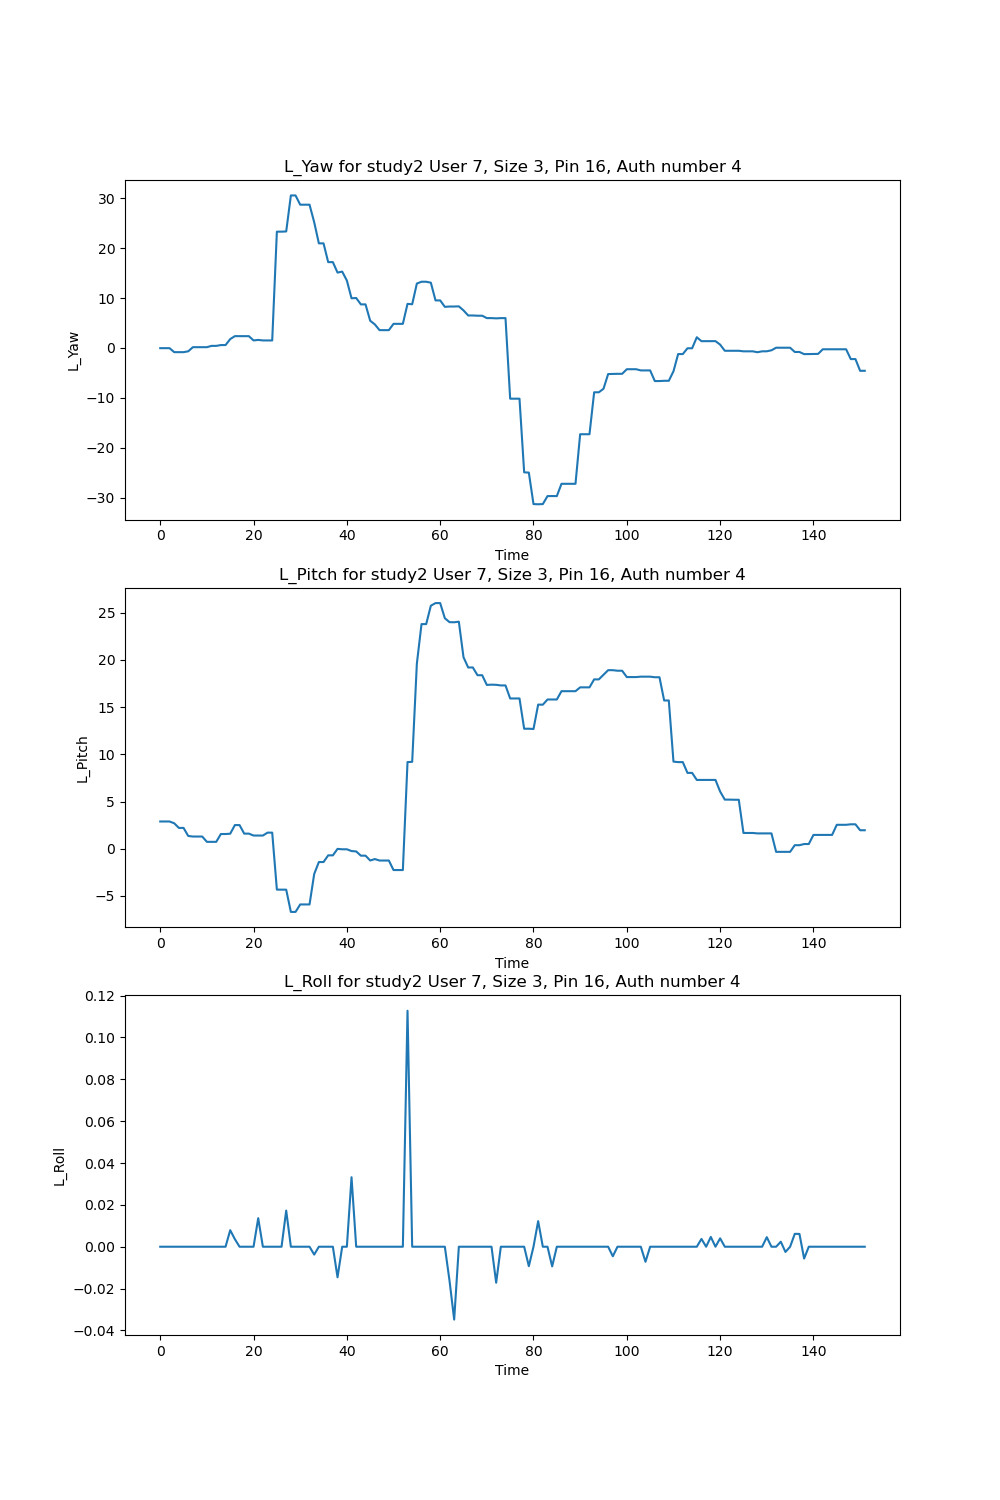 L_Yaw for study2 User 7, Size 3, Pin 16, Auth number 4
30
20
10
0
−10
−20
−30
L_Yaw
0 20 40 60 80 100 120 140
Time
L_Pitch for study2 User 7, Size 3, Pin 16, Auth number 4
25
20
15
10
5
0
−5
L_Pitch
0 20 40 60 80 100 120 140
Time
L_Roll for study2 User 7, Size 3, Pin 16, Auth number 4
0.12
0.10
0.08
0.06
0.04
0.02
0.00
−0.02
−0.04
L_Roll
0 20 40 60 80 100 120 140
Time